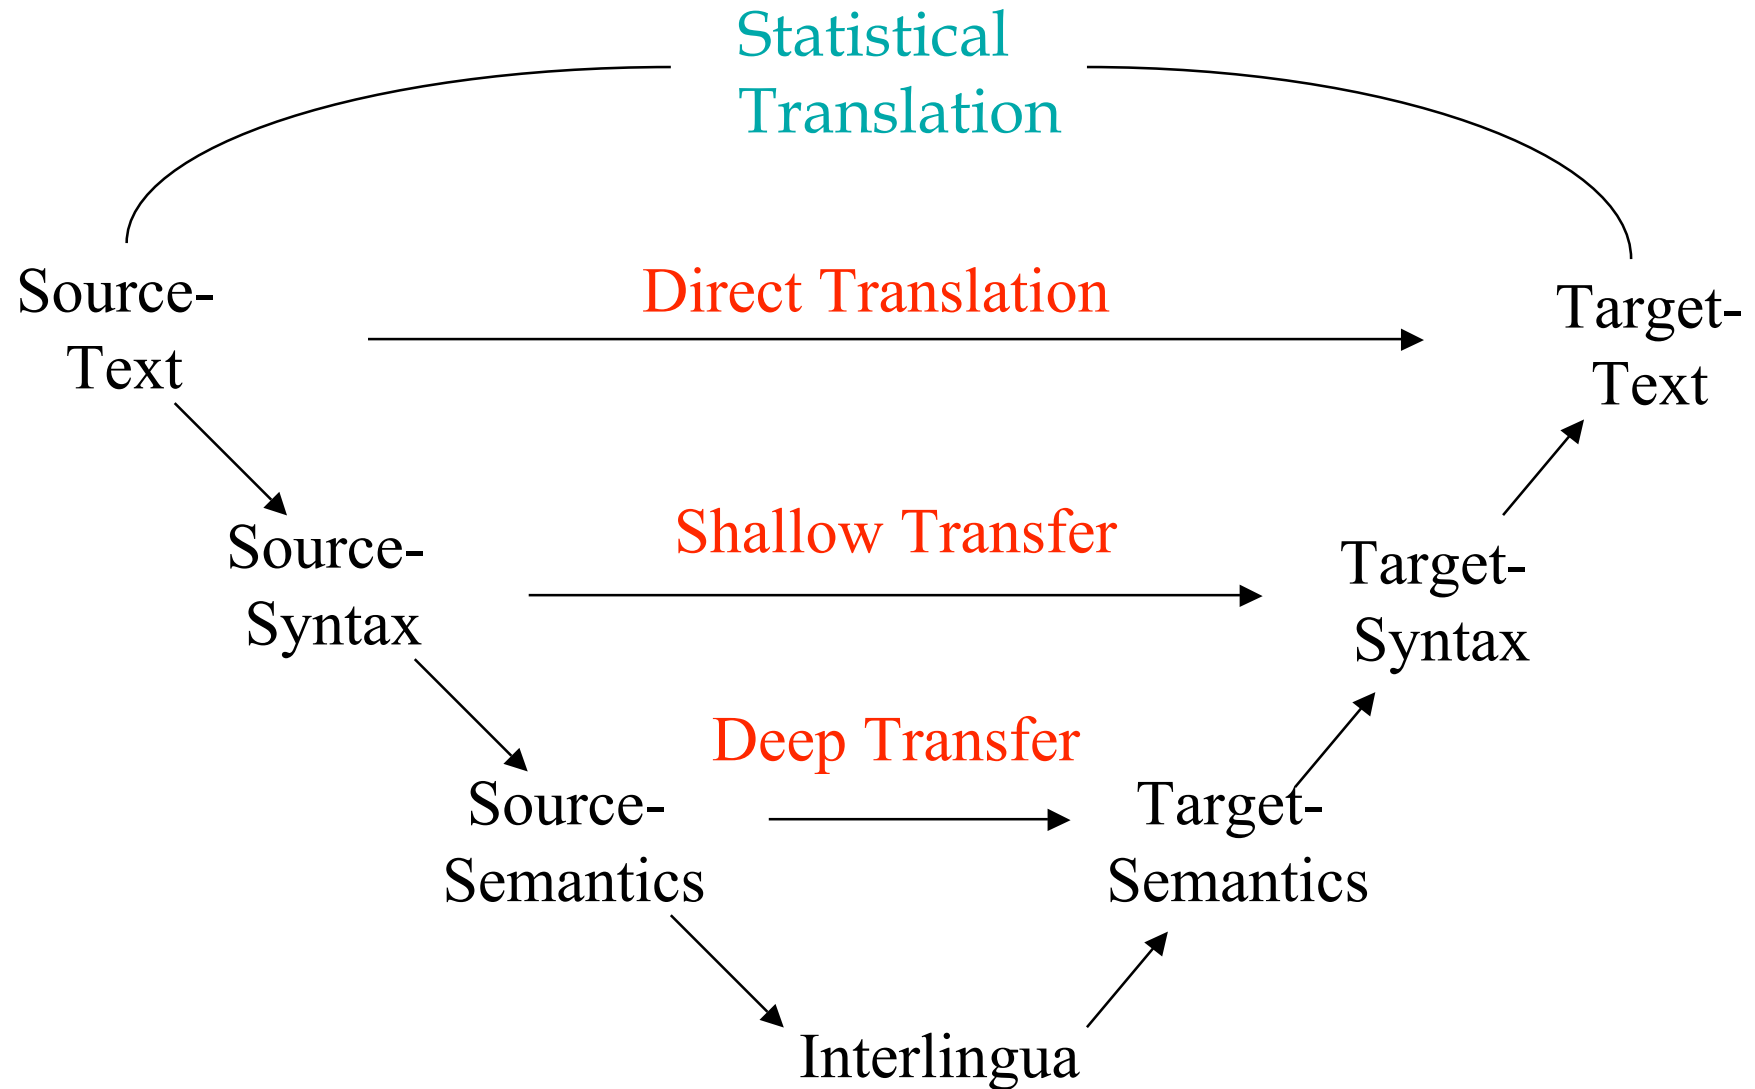 Statistical
Translation
Source-
Text
Direct Translation
Target-
Text
Source-
Syntax
Shallow Transfer
Target-
Syntax
Deep Transfer
Source-
Semantics
Target-
Semantics
Interlingua